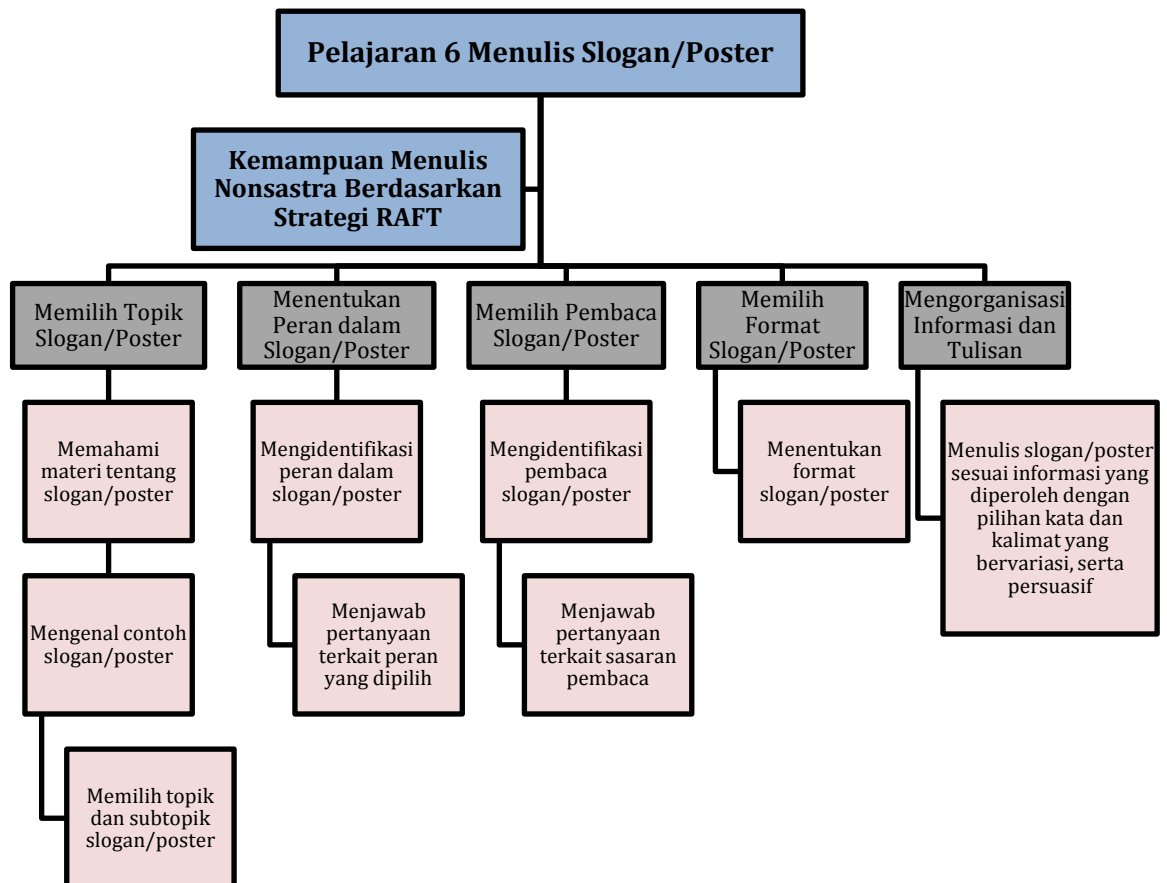 Pelajaran 6 Menulis Slogan/Poster
Kemampuan Menulis
Nonsastra Berdasarkan
Strategi RAFT
Memilih Topik
Slogan/Poster
Menentukan
Peran dalam
Slogan/Poster
Memilih Pembaca
Slogan/Poster
Memilih
Format
Slogan/Poster
Mengorganisasi
Informasi dan
Tulisan
Memahami
materi tentang
slogan/poster
Mengidentifikasi
peran dalam
slogan/poster
Mengidentifikasi
pembaca
slogan/poster
Menentukan
format
slogan/poster
Menulis slogan/poster
sesuai informasi yang
diperoleh dengan
pilihan kata dan
kalimat yang
bervariasi, serta
persuasif
Mengenal contoh
slogan/poster
Menjawab
pertanyaan
terkait peran
yang dipilih
Menjawab
pertanyaan
terkait sasaran
pembaca
Memilih topik
dan subtopik
slogan/poster